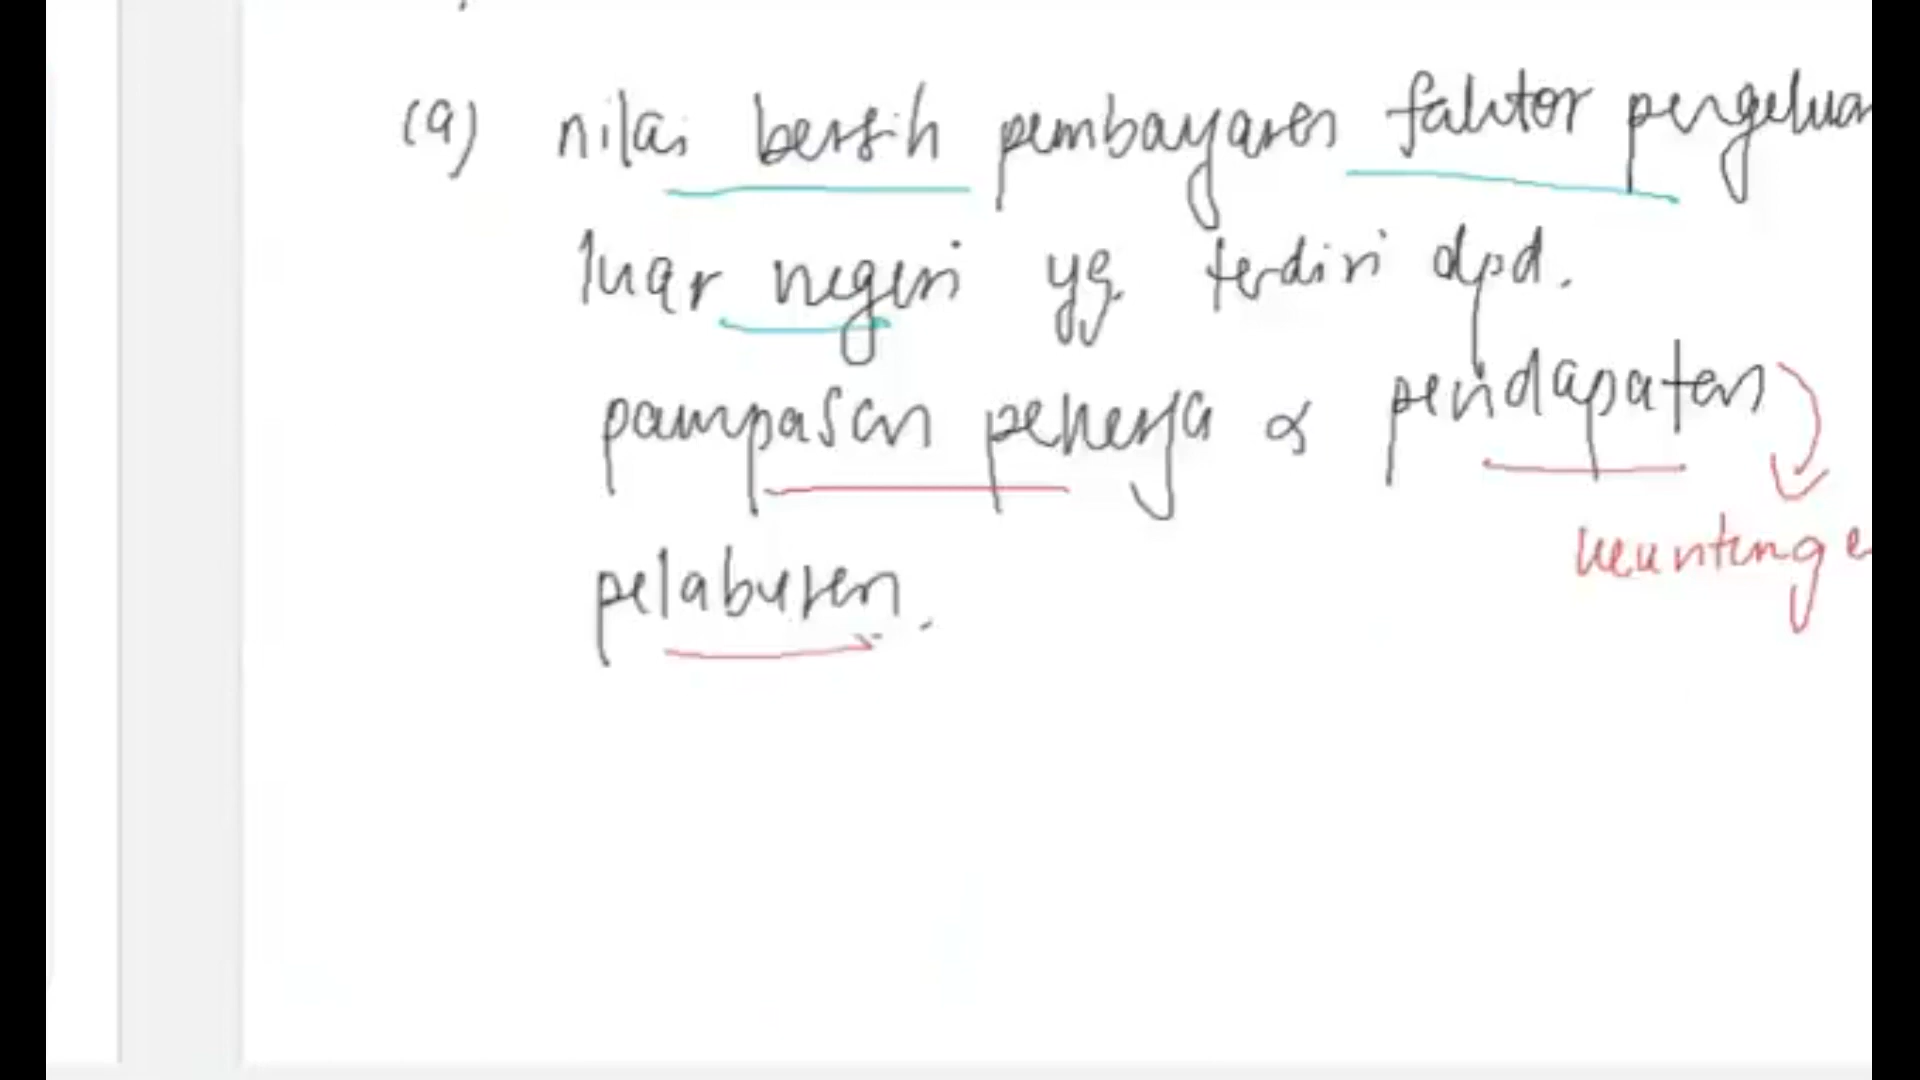 (a) nilai bersih pembayaran faktor pengeluar
luar negeri yg terdiri dpd.
pampasan pekerja & pendapatan
keuntunga
pelaburan.